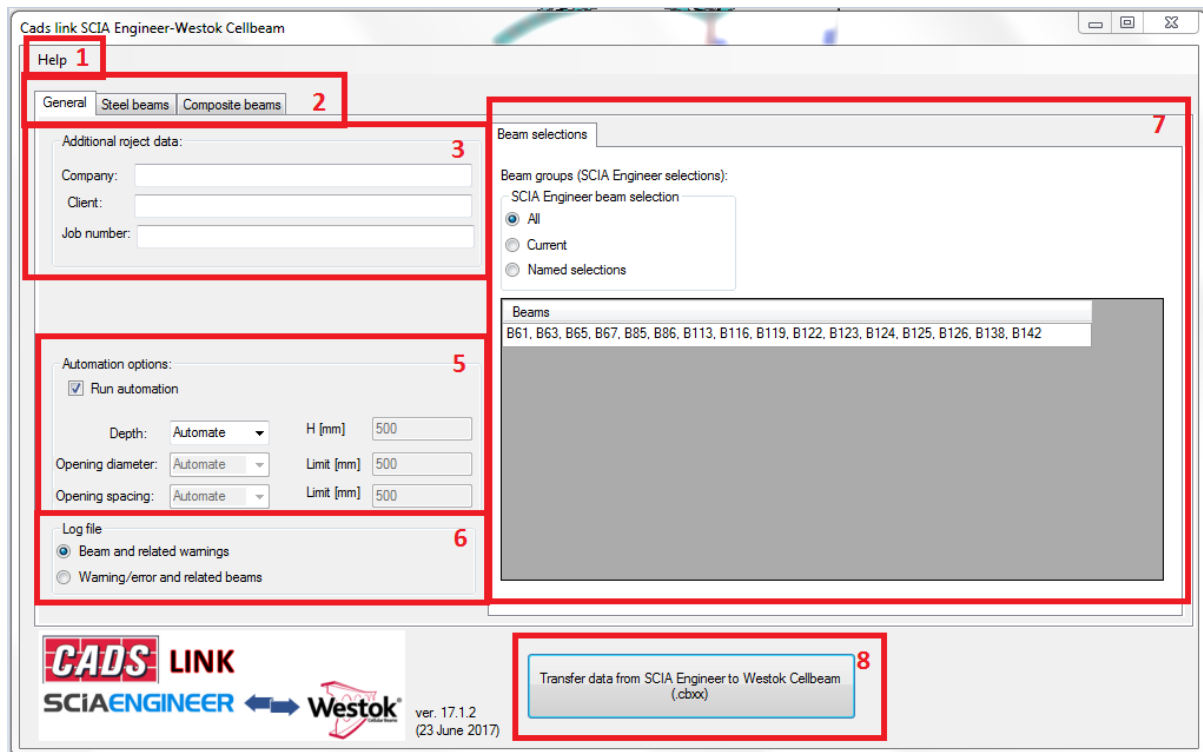 Cads link SCIA Engineer-Westok Cellbeam
Help 1
General Steel beams Composite beams 2
Additional roject data: 3
Company:
Client:
Job number:
Automation options: 5
Run automation
Depth: Automate H [mm] 500
Opening diameter: Automate Limit [mm] 500
Opening spacing: Automate Limit [mm] 500
Log file 6
Beam and related warnings
Warning/error and related beams
7
Beam selections
Beam groups (SCIA Engineer selections):
SCIA Engineer beam selection
All
Current
Named selections
Beams
B61, B63, B65, B67, B85, B86, B113, B116, B119, B122, B123, B124, B125, B126, B138, B142
CADS LINK
SCiAENGINEER Westok
Cellular Beams
ver. 17.1.2
(23 June 2017)
8
Transfer data from SCIA Engineer to Westok Cellbeam
(.cbxx)